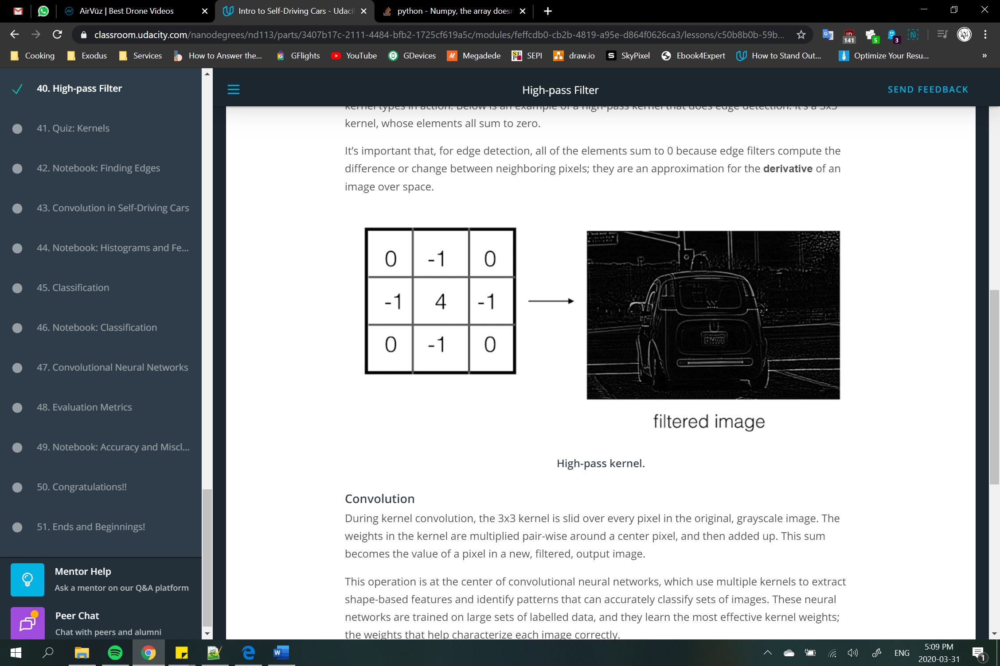 AirVūz | Best Drone Videos
Intro to Self-Driving Cars - Udaci
python - Numpy, the array doesn
classroom.udacity.com/nanodegrees/nd113/parts/3407b17c-2111-4484-bfb2-1725cf619a5c/modules/feffcdb0-cb2b-4819-a95e-d864f0626ca3/lessons/c50b8b0b-59b...
141
5
3
Cooking
Exodus
Services
How to Answer the...
GFlights
YouTube
GDevices
Megadede
SEPI
draw.io
SkyPixel
Ebook4Expert
How to Stand Out...
Optimize Your Resu...
»
40. High-pass Filter
41. Quiz: Kernels
42. Notebook: Finding Edges
43. Convolution in Self-Driving Cars
44. Notebook: Histograms and Fe...
45. Classification
46. Notebook: Classification
47. Convolutional Neural Networks
48. Evaluation Metrics
49. Notebook: Accuracy and Miscl...
50. Congratulations!!
51. Ends and Beginnings!
Mentor Help
Ask a mentor on our Q&A platform
Peer Chat
Chat with peers and alumni
High-pass Filter
SEND FEEDBACK
kernel types in action. Below is an example of a high-pass kernel that does edge detection. It's a 3x3
kernel, whose elements all sum to zero.
It's important that, for edge detection, all of the elements sum to 0 because edge filters compute the
difference or change between neighboring pixels; they are an approximation for the derivative of an
image over space.
0 -1 0
-1 4 -1
0 -1 0
filtered image
High-pass kernel.
Convolution
During kernel convolution, the 3x3 kernel is slid over every pixel in the original, grayscale image. The
weights in the kernel are multiplied pair-wise around a center pixel, and then added up. This sum
becomes the value of a pixel in a new, filtered, output image.
This operation is at the center of convolutional neural networks, which use multiple kernels to extract
shape-based features and identify patterns that can accurately classify sets of images. These neural
networks are trained on large sets of labelled data, and they learn the most effective kernel weights;
the weights that help characterize each image correctly.
ENG
5:09 PM
2020-03-31
1